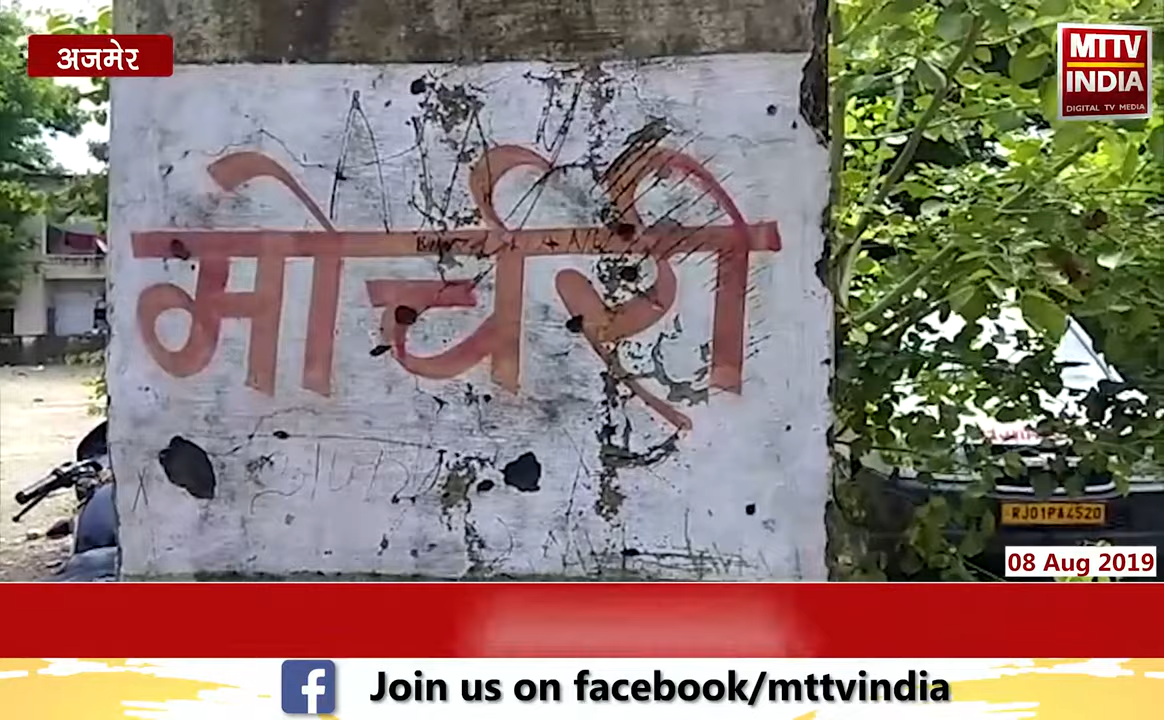 अजमेर
MTTV
INDIA
DIGITAL TV MEDIA
मोर्चरी
RJ01PA4520
08 Aug 2019
Join us on facebook/mttvindia